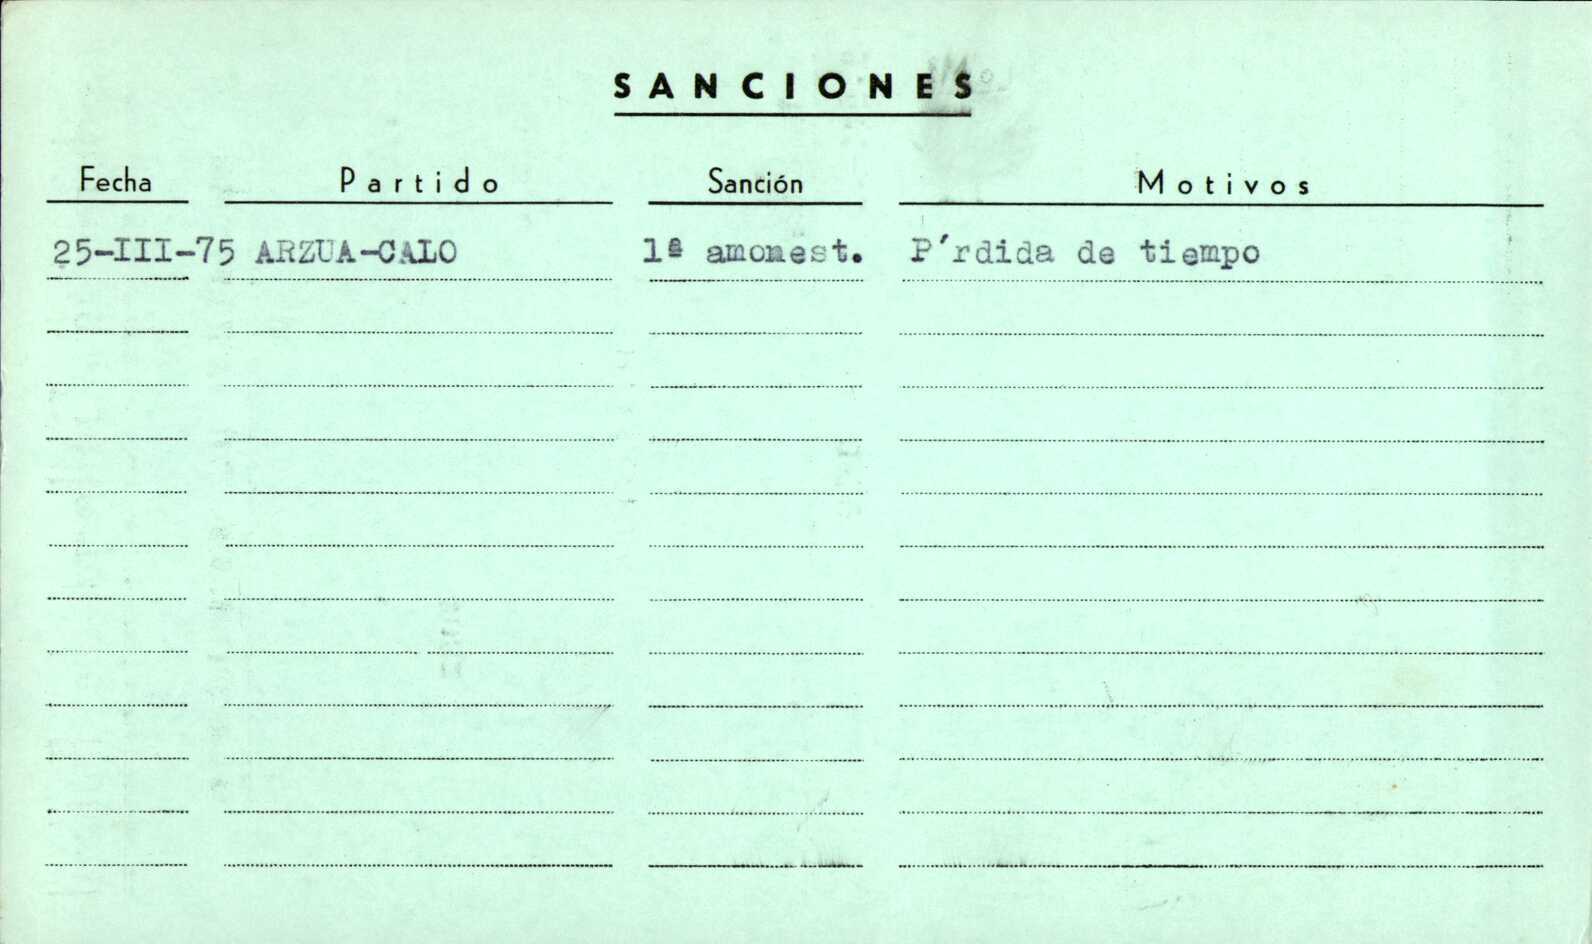 SANCIONES
Fecha Partido Sanción Motivos
25-III-75 ARZUA-CALO 1ª amonest. P´rdida de tiempo